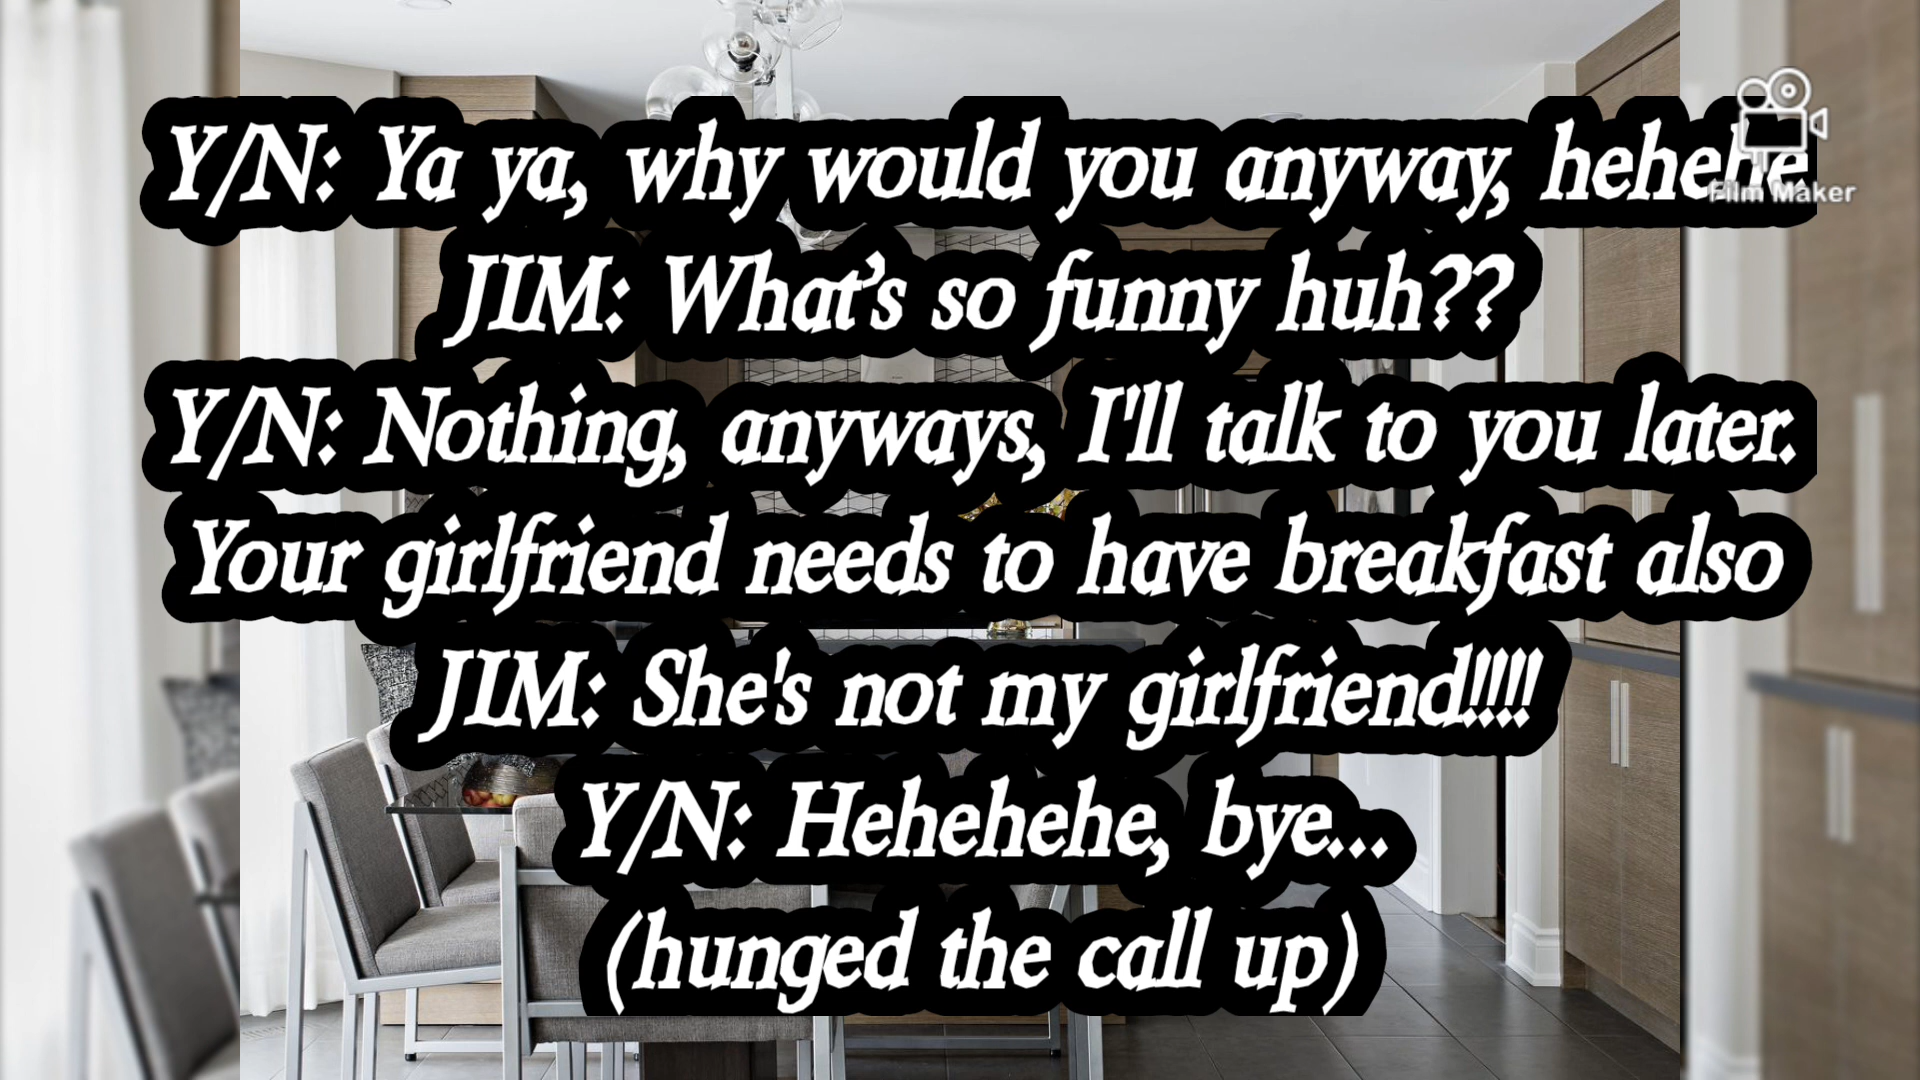 Y/N: Ya ya, why would you anyway, hehehe
JIM: What's so funny huh??
Y/N: Nothing, anyways, I'll talk to you later.
Your girlfriend needs to have breakfast also
JIM: She's not my girlfriend!!!!
Y/N: Hehehehe, bye...
(hunged the call up)
Film Maker